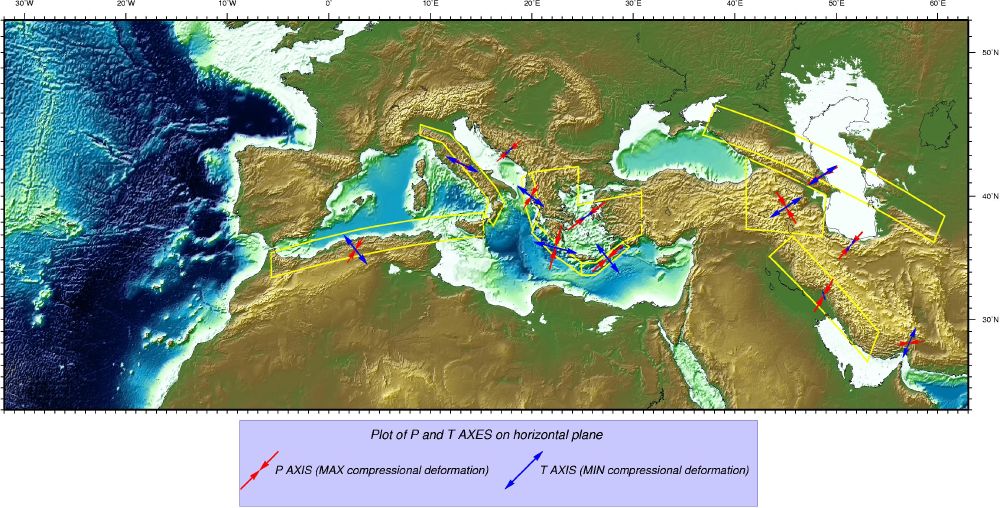 30˚W 20˚W 10˚W 0˚ 10˚E 20˚E 30˚E 40˚E 50˚E 60˚E
50˚N
40˚N
30˚N
Plot of P and T AXES on horizontal plane
P AXIS (MAX compressional deformation) T AXIS (MIN compressional deformation)